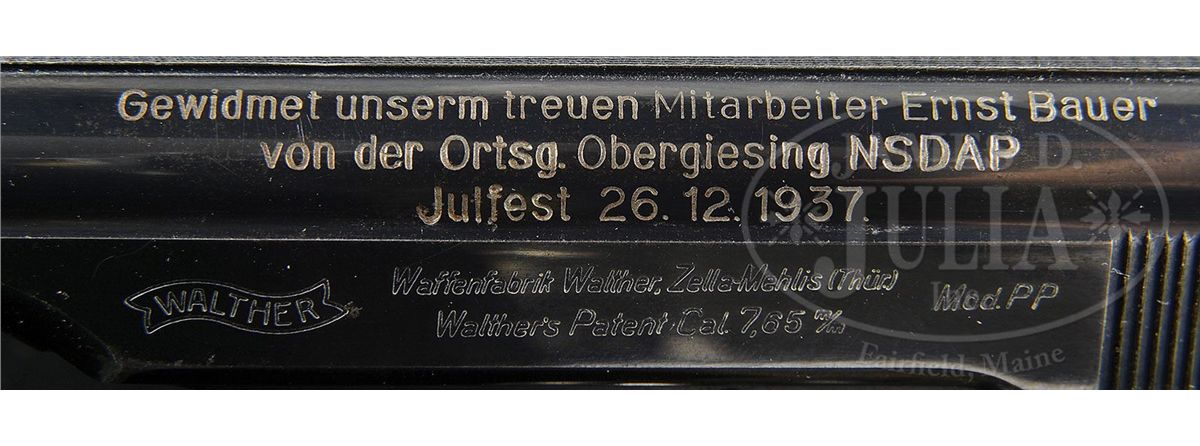 Gewidmet unserm treuen Mitarbeiter Ernst Bauer
von der Ortsg. Obergiesing NSDAP
Julfest 26. 12. 1937.
WALTHER
Waffenfabrik Walther, Zella-Mehlis (Thür)
Walther's Patent Cal. 7,65 m/m
Mod. PP
D.
JULIA
Fairfield, Maine